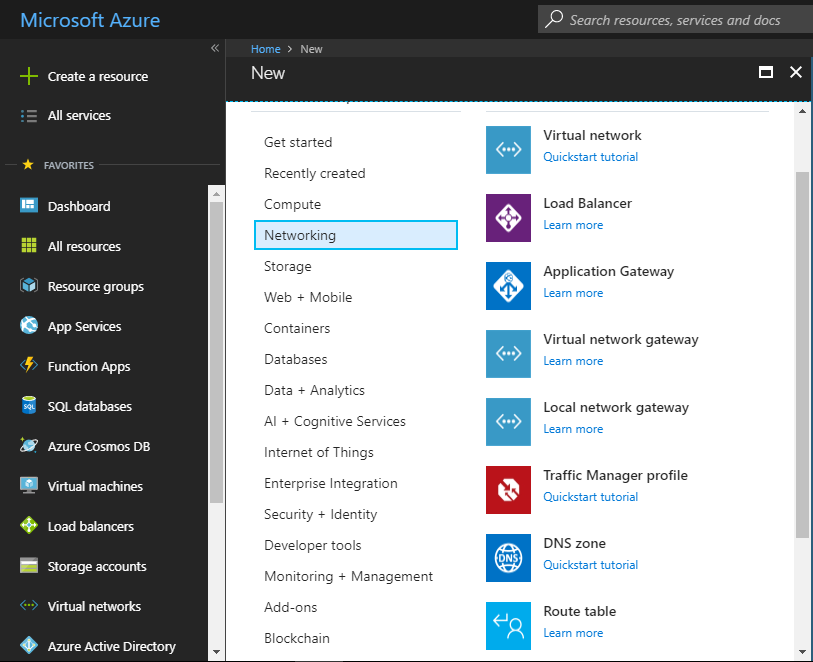 Microsoft Azure
Search resources, services and docs
Create a resource
All services
FAVORITES
Dashboard
All resources
Resource groups
App Services
Function Apps
SQL databases
Azure Cosmos DB
Virtual machines
Load balancers
Storage accounts
Virtual networks
Azure Active Directory
Home > New
New
Get started
Recently created
Compute
Networking
Storage
Web + Mobile
Containers
Databases
Data + Analytics
AI + Cognitive Services
Internet of Things
Enterprise Integration
Security + Identity
Developer tools
Monitoring + Management
Add-ons
Blockchain
Virtual network
Quickstart tutorial
Load Balancer
Learn more
Application Gateway
Learn more
Virtual network gateway
Learn more
Local network gateway
Learn more
Traffic Manager profile
Quickstart tutorial
DNS
DNS zone
Quickstart tutorial
Route table
Learn more